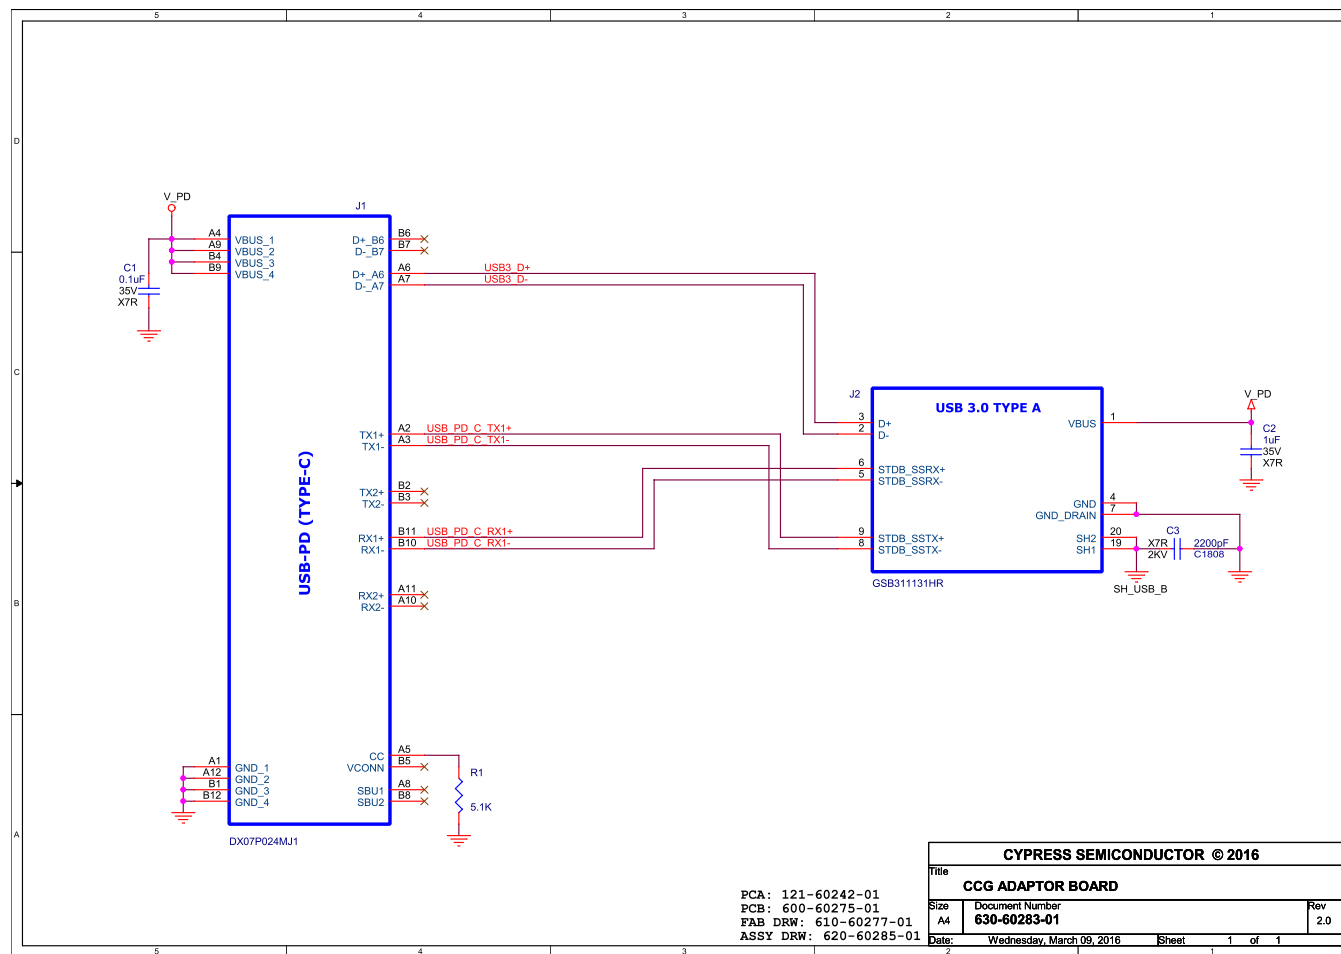 5 4 3 2 1
D
C
B
A
V_PD
C1
0.1uF
35V
X7R
J1
A4 VBUS_1
A9 VBUS_2
B4 VBUS_3
B9 VBUS_4
D+_B6 B6
D-_B7 B7
D+_A6 A6 USB3_D+
D-_A7 A7 USB3_D-
TX1+ A2 USB_PD_C_TX1+
TX1- A3 USB_PD_C_TX1-
TX2+ B2
TX2- B3
RX1+ B11 USB_PD_C_RX1+
RX1- B10 USB_PD_C_RX1-
RX2+ A11
RX2- A10
USB-PD (TYPE-C)
CC A5
VCONN B5
SBU1 A8
SBU2 B8
R1
5.1K
A1 GND_1
A12 GND_2
B1 GND_3
B12 GND_4
DX07P024MJ1
J2
USB 3.0 TYPE A
3 D+
2 D-
6 STDB_SSRX+
5 STDB_SSRX-
9 STDB_SSTX+
8 STDB_SSTX-
VBUS 1
GND 4
GND_DRAIN 7
SH2 20
SH1 19
GSB311131HR
V_PD
C2
1uF
35V
X7R
C3
X7R 2200pF
2KV C1808
SH_USB_B
PCA: 121-60242-01
PCB: 600-60275-01
FAB DRW: 610-60277-01
ASSY DRW: 620-60285-01
CYPRESS SEMICONDUCTOR © 2016
Title
CCG ADAPTOR BOARD
Size Document Number Rev
A4 630-60283-01 2.0
Date: Wednesday, March 09, 2016 Sheet 1 of 1
5 4 3 2 1